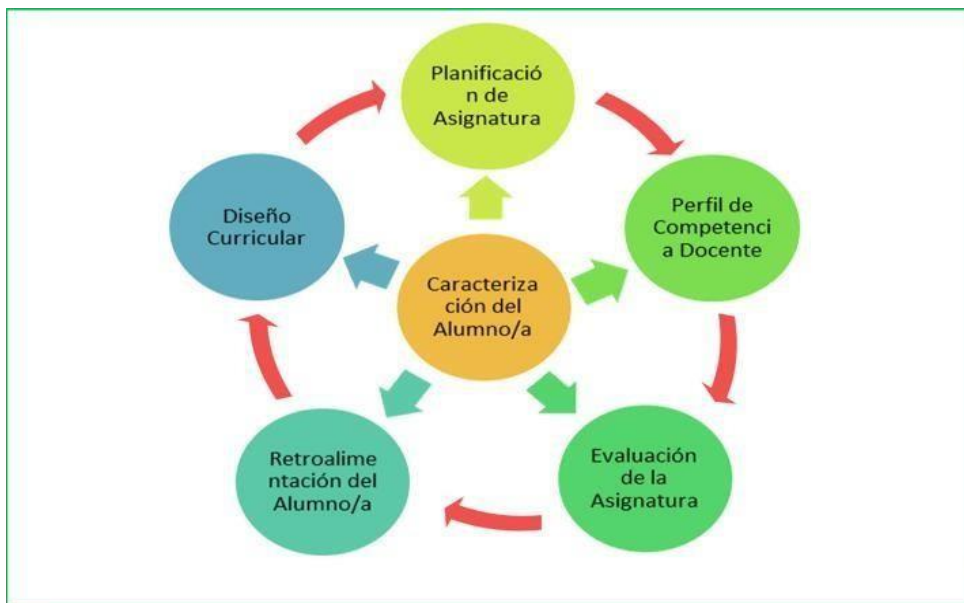 Planificació
n de
Asignatura
Perfil de
Competenci
a Docente
Evaluación
de la
Asignatura
Retroalime
ntación del
Alumno/a
Diseño
Curricular
Caracteriza
ción del
Alumno/a